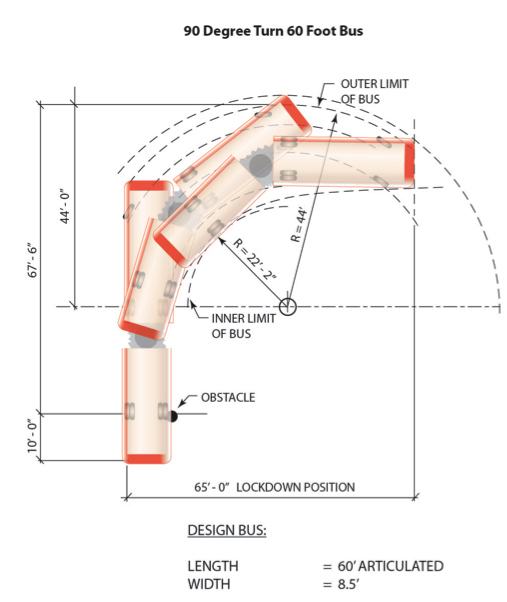 90 Degree Turn 60 Foot Bus
OUTER LIMIT
OF BUS
44' - 0"
67' - 6"
R = 44'
R = 22' - 2"
INNER LIMIT
OF BUS
OBSTACLE
10' - 0"
65' - 0" LOCKDOWN POSITION
DESIGN BUS:
LENGTH = 60' ARTICULATED
WIDTH = 8.5'